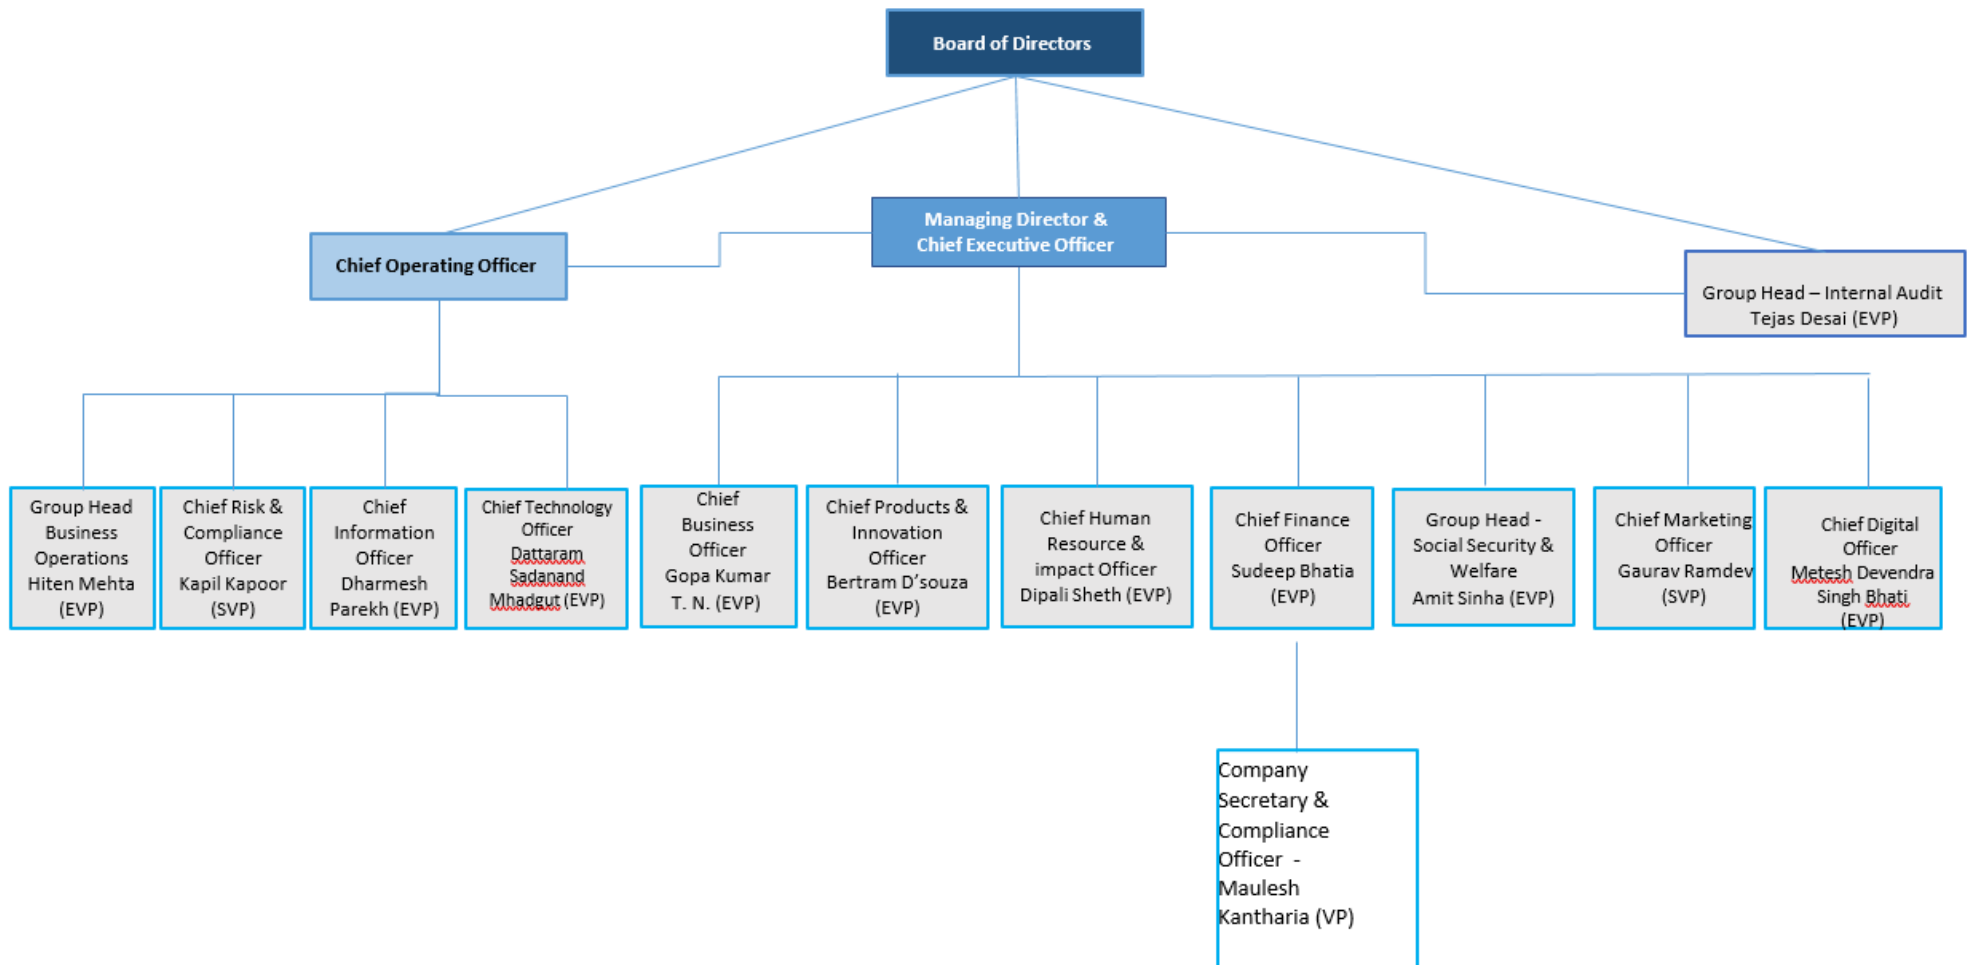 Board of Directors
Managing Director &
Chief Executive Officer
Chief Operating Officer
Group Head – Internal Audit
Tejas Desai (EVP)
Group Head
Business
Operations
Hiten Mehta
(EVP)
Chief Risk &
Compliance
Officer
Kapil Kapoor
(SVP)
Chief
Information
Officer
Dharmesh
Parekh (EVP)
Chief Technology
Officer
Dattaram
Sadanand
Mhadgut (EVP)
Chief
Business
Officer
Gopa Kumar
T. N. (EVP)
Chief Products &
Innovation
Officer
Bertram D’souza
(EVP)
Chief Human
Resource &
impact Officer
Dipali Sheth (EVP)
Chief Finance
Officer
Sudeep Bhatia
(EVP)
Group Head -
Social Security &
Welfare
Amit Sinha (EVP)
Chief Marketing
Officer
Gaurav Ramdev
(SVP)
Chief Digital
Officer
Metesh Devendra
Singh Bhati
(EVP)
Company
Secretary &
Compliance
Officer -
Maulesh
Kantharia (VP)